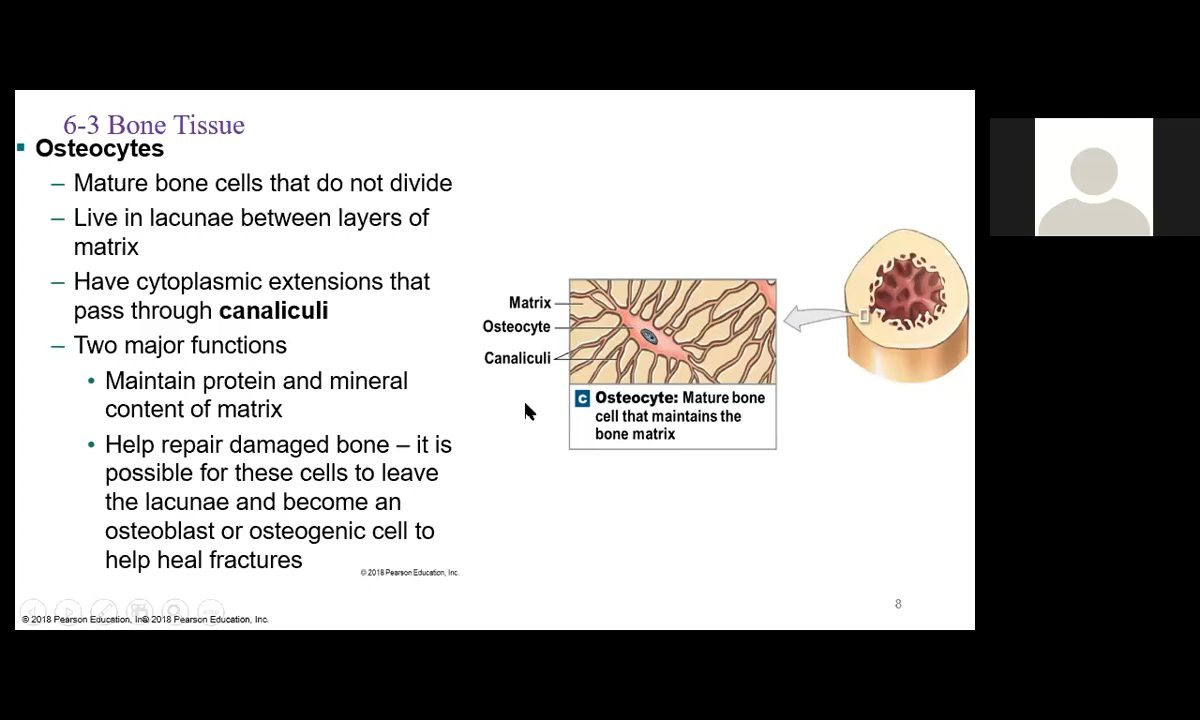 6-3 Bone Tissue
Osteocytes
– Mature bone cells that do not divide
– Live in lacunae between layers of
matrix
– Have cytoplasmic extensions that
pass through canaliculi
– Two major functions
• Maintain protein and mineral
content of matrix
• Help repair damaged bone – it is
possible for these cells to leave
the lacunae and become an
osteoblast or osteogenic cell to
help heal fractures
Matrix
Osteocyte
Canaliculi
c Osteocyte: Mature bone
cell that maintains the
bone matrix
© 2018 Pearson Education, Inc.
8
© 2018 Pearson Education, © 2018 Pearson Education, Inc.